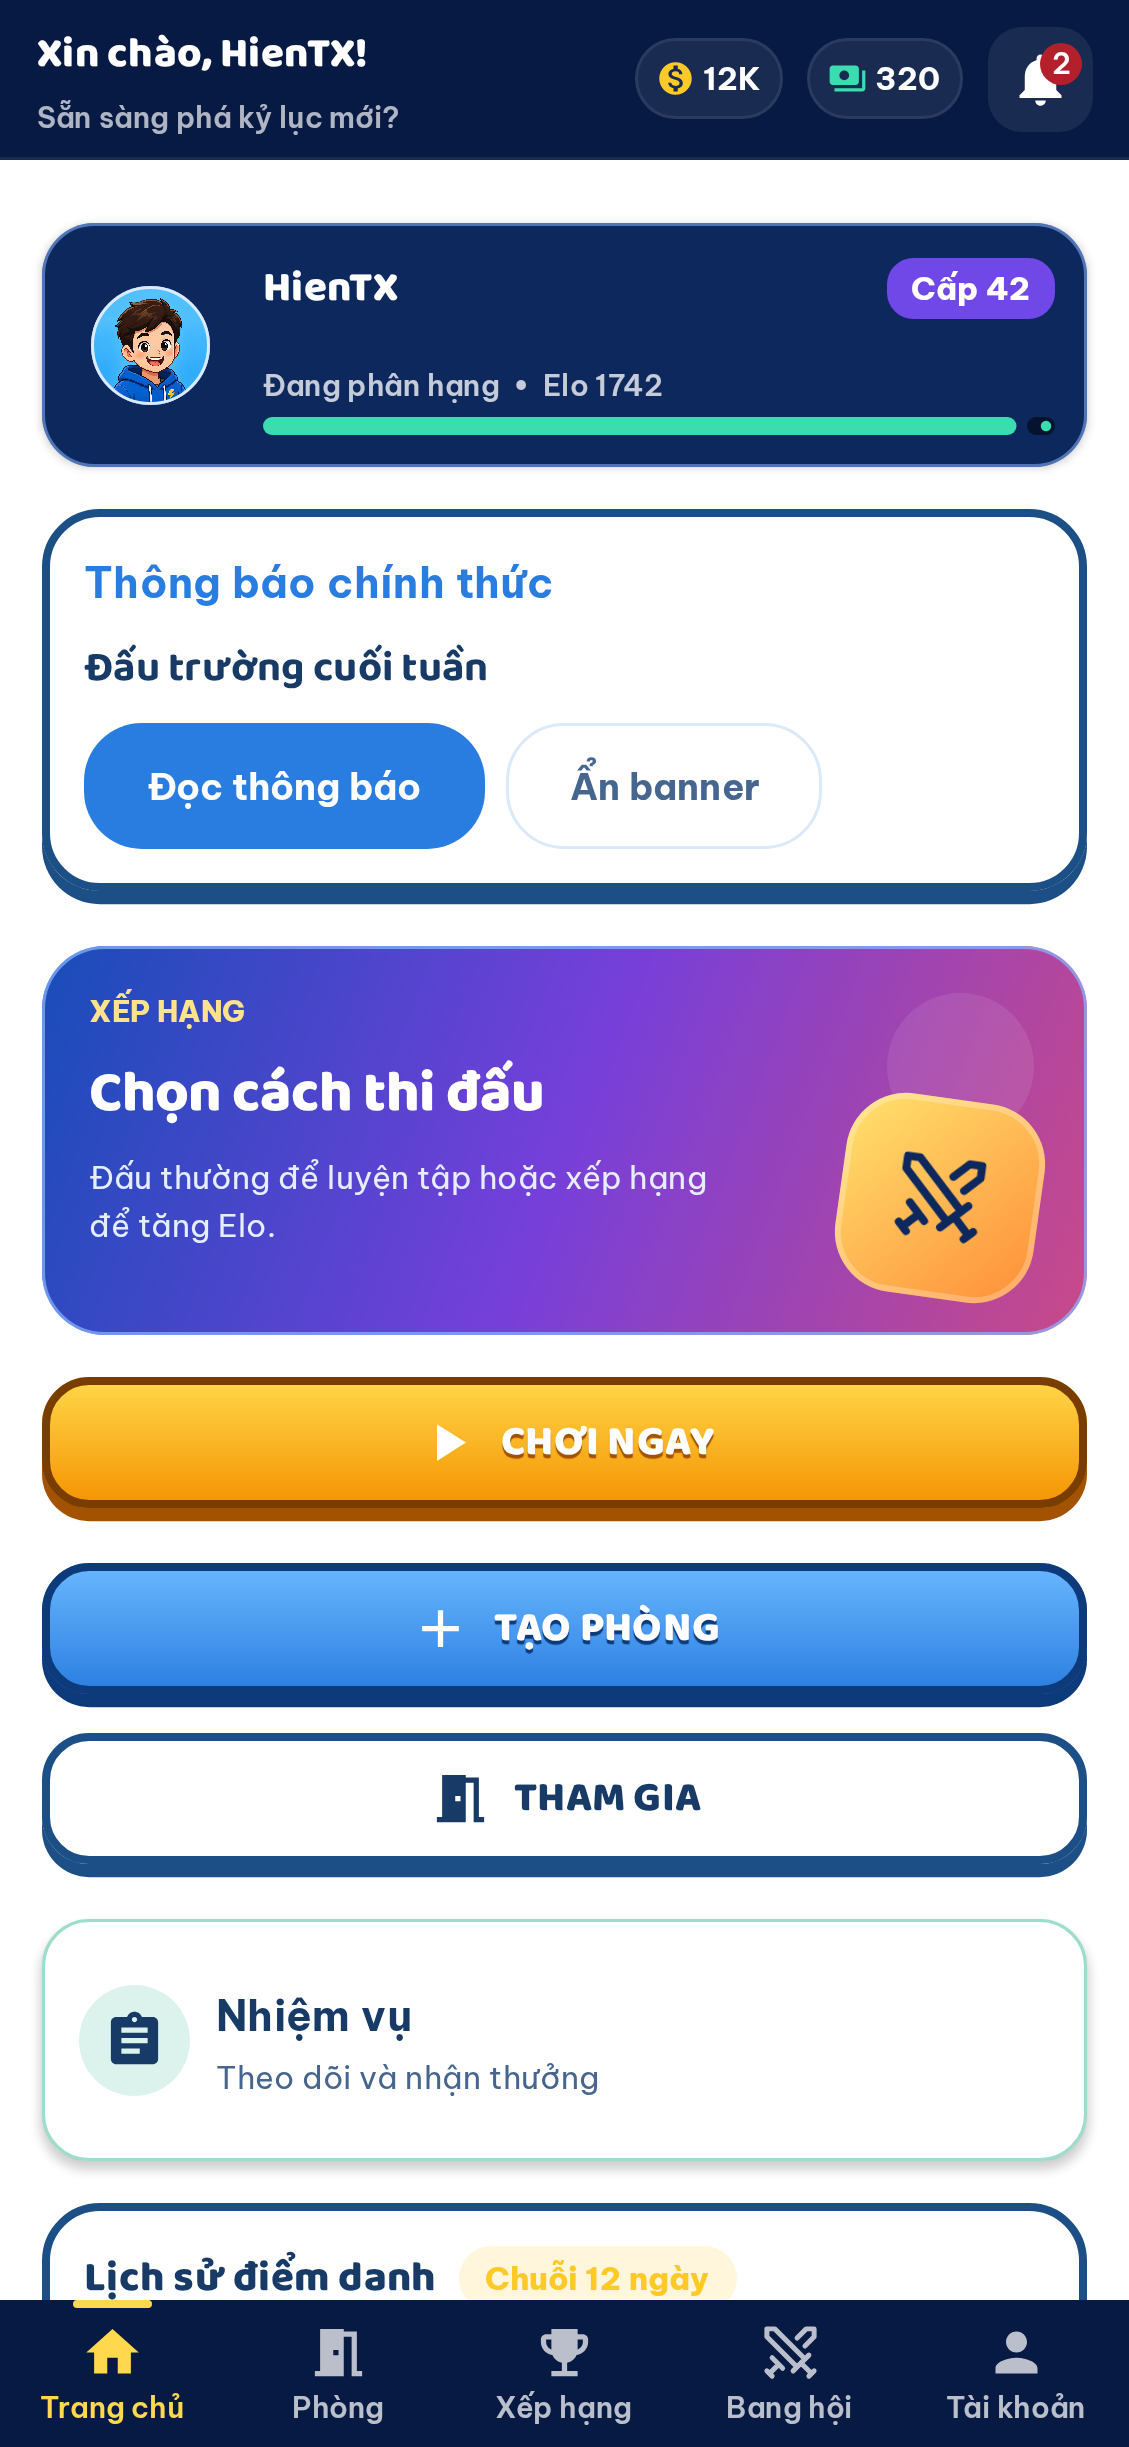 Xin chào, HienTX!
Sẵn sàng phá kỷ lục mới?
12K
320
2
HienTX
Cấp 42
Đang phân hạng • Elo 1742
Thông báo chính thức
Đấu trường cuối tuần
Đọc thông báo
Ẩn banner
XẾP HẠNG
Chọn cách thi đấu
Đấu thường để luyện tập hoặc xếp hạng
để tăng Elo.
CHƠI NGAY
TẠO PHÒNG
THAM GIA
Nhiệm vụ
Theo dõi và nhận thưởng
Lịch sử điểm danh
Chuỗi 12 ngày
Trang chủ
Phòng
Xếp hạng
Bang hội
Tài khoản